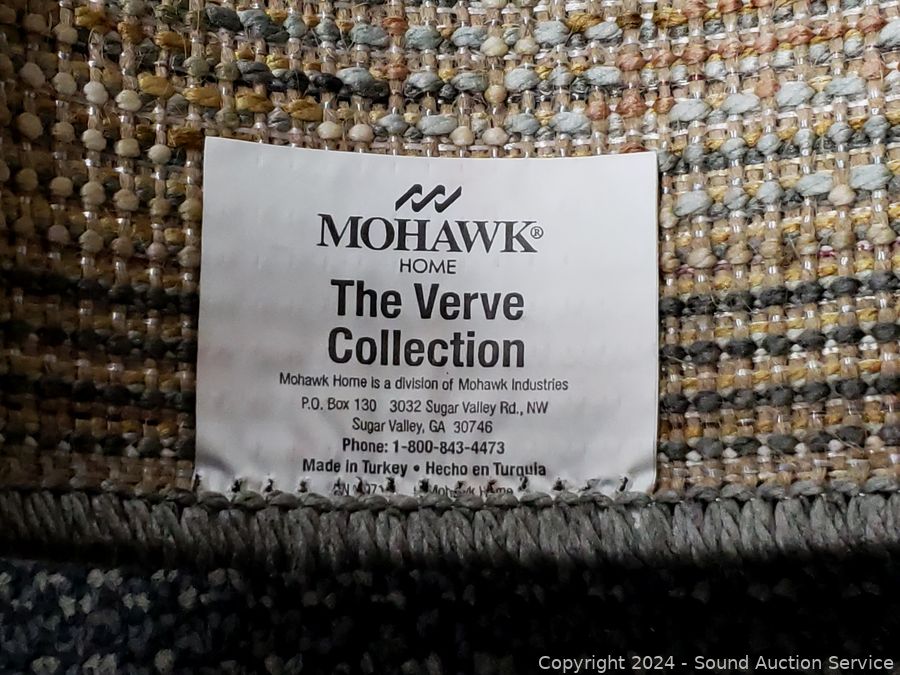 MOHAWK®
HOME
The Verve
Collection
Mohawk Home is a division of Mohawk Industries
P.O. Box 130 3032 Sugar Valley Rd., NW
Sugar Valley, GA 30746
Phone: 1-800-843-4473
Made in Turkey • Hecho en Turquia
Mohawk Home
Copyright © 2024 - Sound Auction Service